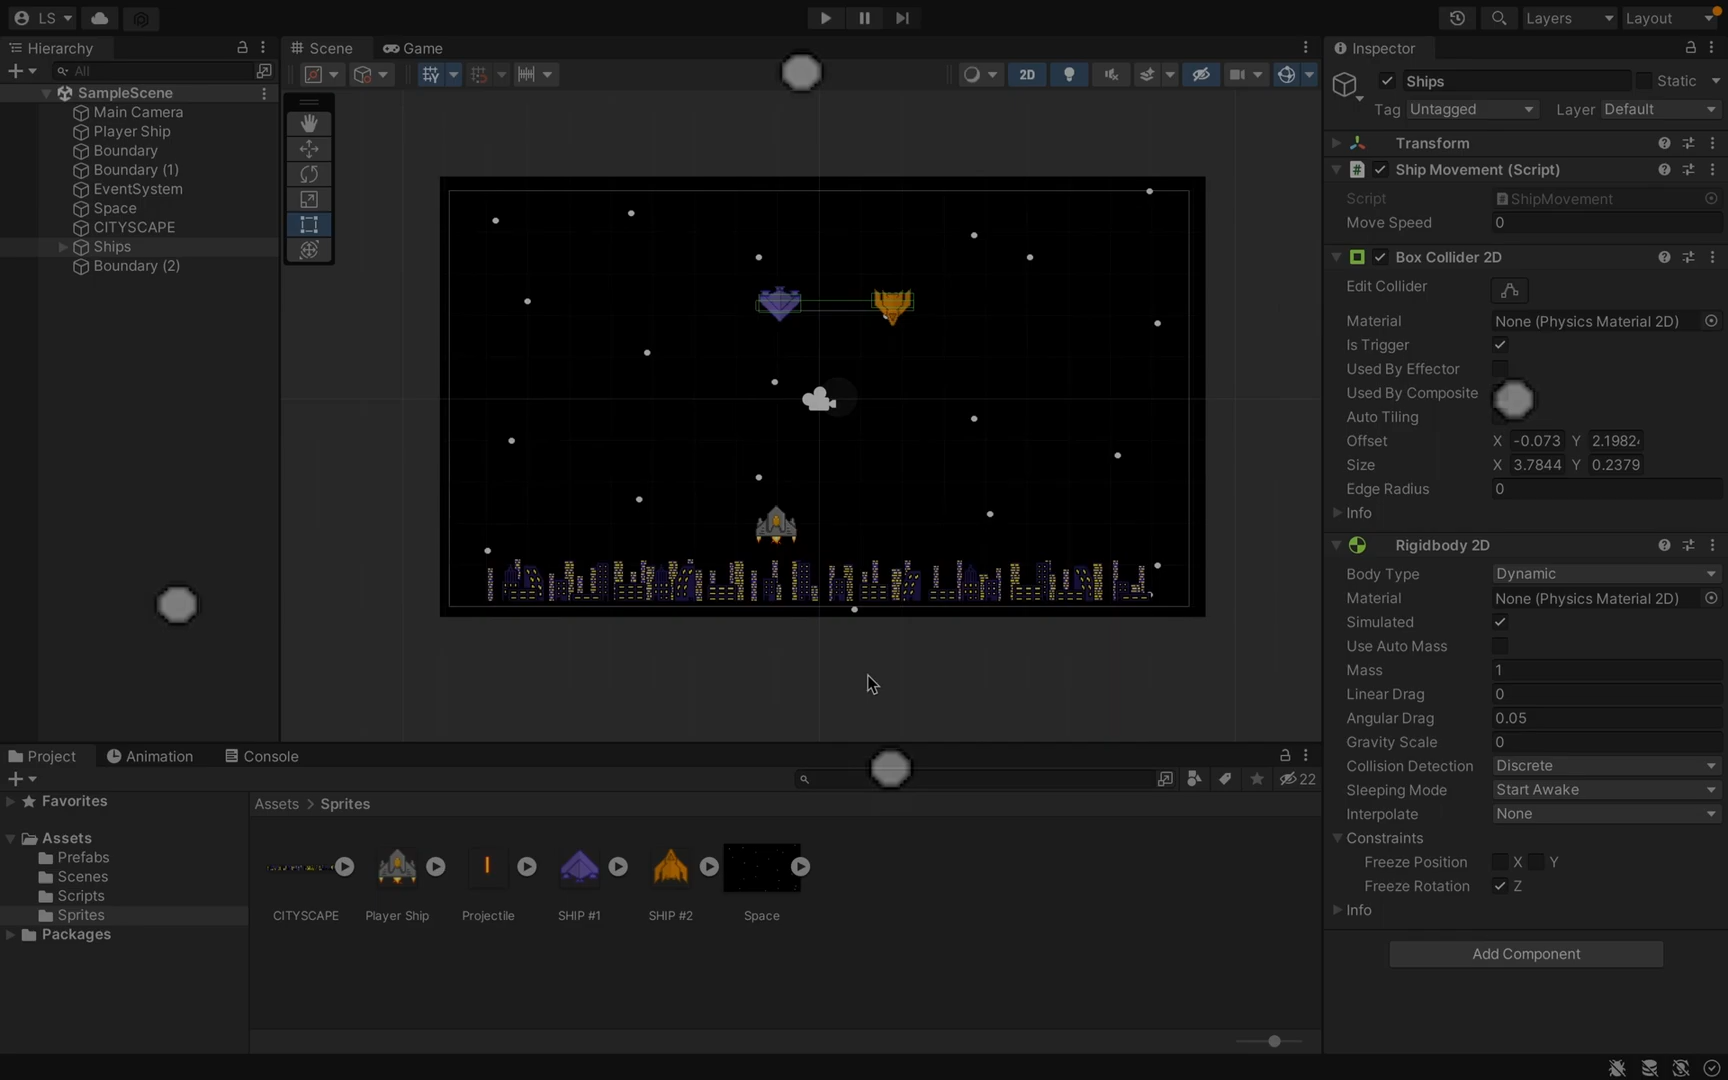 LS
Layers
Layout
Hierarchy
Scene
Game
Inspector
All
2D
Ships
Static
SampleScene
Tag Untagged
Layer Default
Main Camera
Player Ship
Boundary
Boundary (1)
EventSystem
Space
CITYSCAPE
Ships
Boundary (2)
Transform
Ship Movement (Script)
Script ShipMovement
Move Speed 0
Box Collider 2D
Edit Collider
Material None (Physics Material 2D)
Is Trigger
Used By Effector
Used By Composite
Auto Tiling
Offset X -0.073 Y 2.1982
Size X 3.7844 Y 0.2379
Edge Radius 0
Info
Rigidbody 2D
Body Type Dynamic
Material None (Physics Material 2D)
Simulated
Use Auto Mass
Mass 1
Linear Drag 0
Angular Drag 0.05
Gravity Scale 0
Collision Detection Discrete
Sleeping Mode Start Awake
Interpolate None
Constraints
Freeze Position X Y
Freeze Rotation Z
Info
Add Component
Project
Animation
Console
22
Favorites
Assets
Prefabs
Scenes
Scripts
Sprites
Packages
Assets > Sprites
CITYSCAPE
Player Ship
Projectile
SHIP #1
SHIP #2
Space